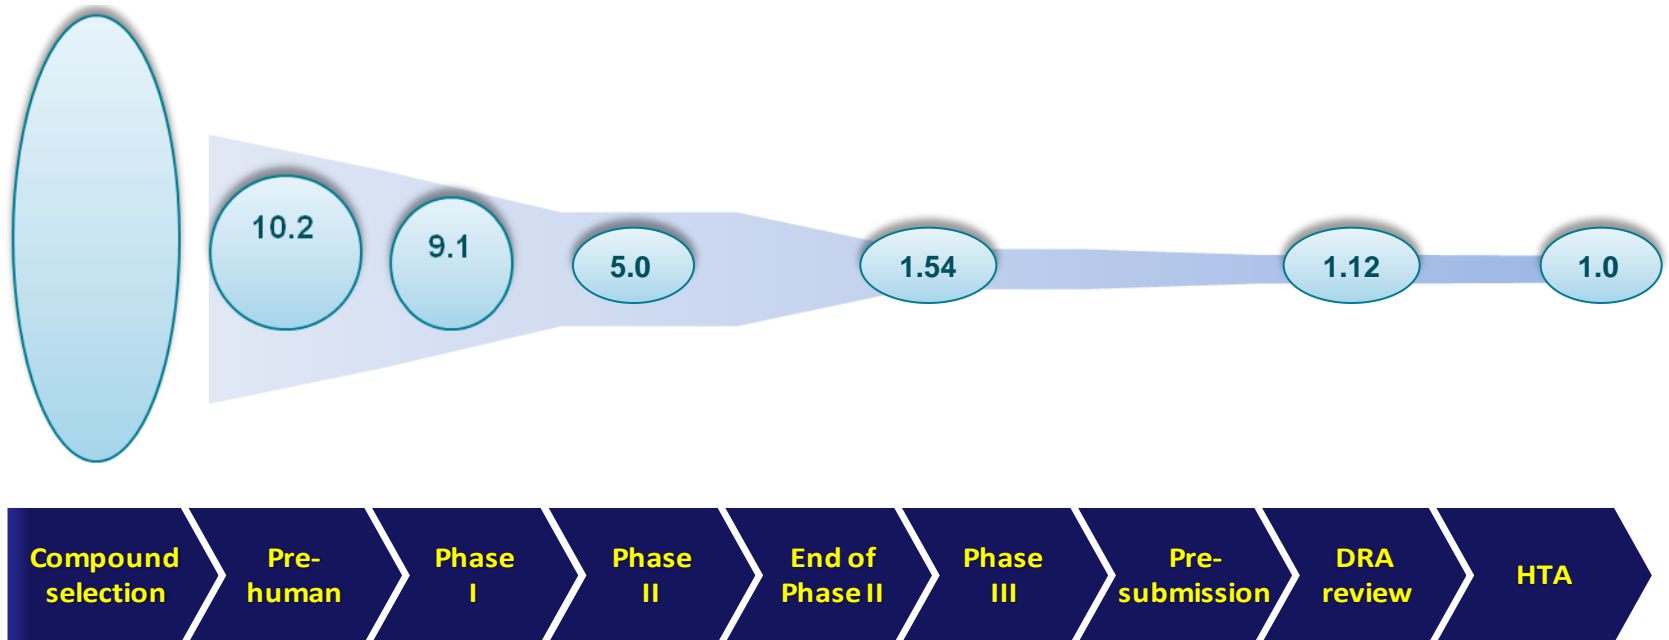 10.2
9.1
5.0
1.54
1.12
1.0
Compound
selection
Pre-
human
Phase
I
Phase
II
End of
Phase II
Phase
III
Pre-
submission
DRA
review
HTA